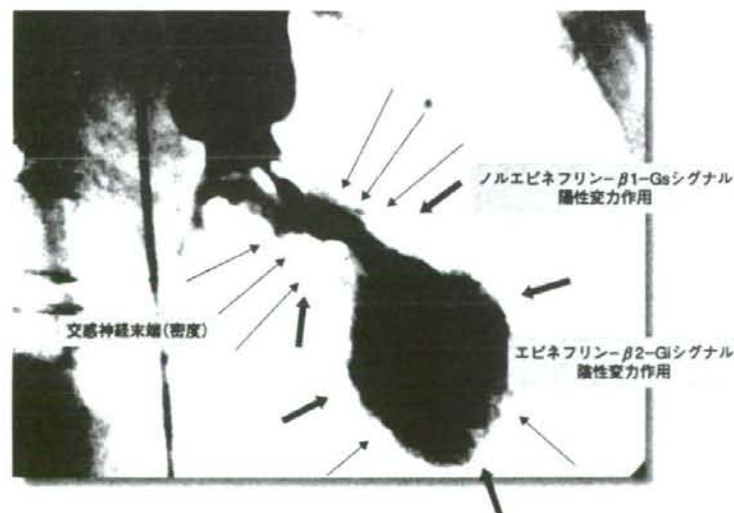 ノルエピネフリン-β1-Gsシグナル
陽性変力作用
交感神経末端(密度)
エピネフリン-β2-Giシグナル
陰性変力作用